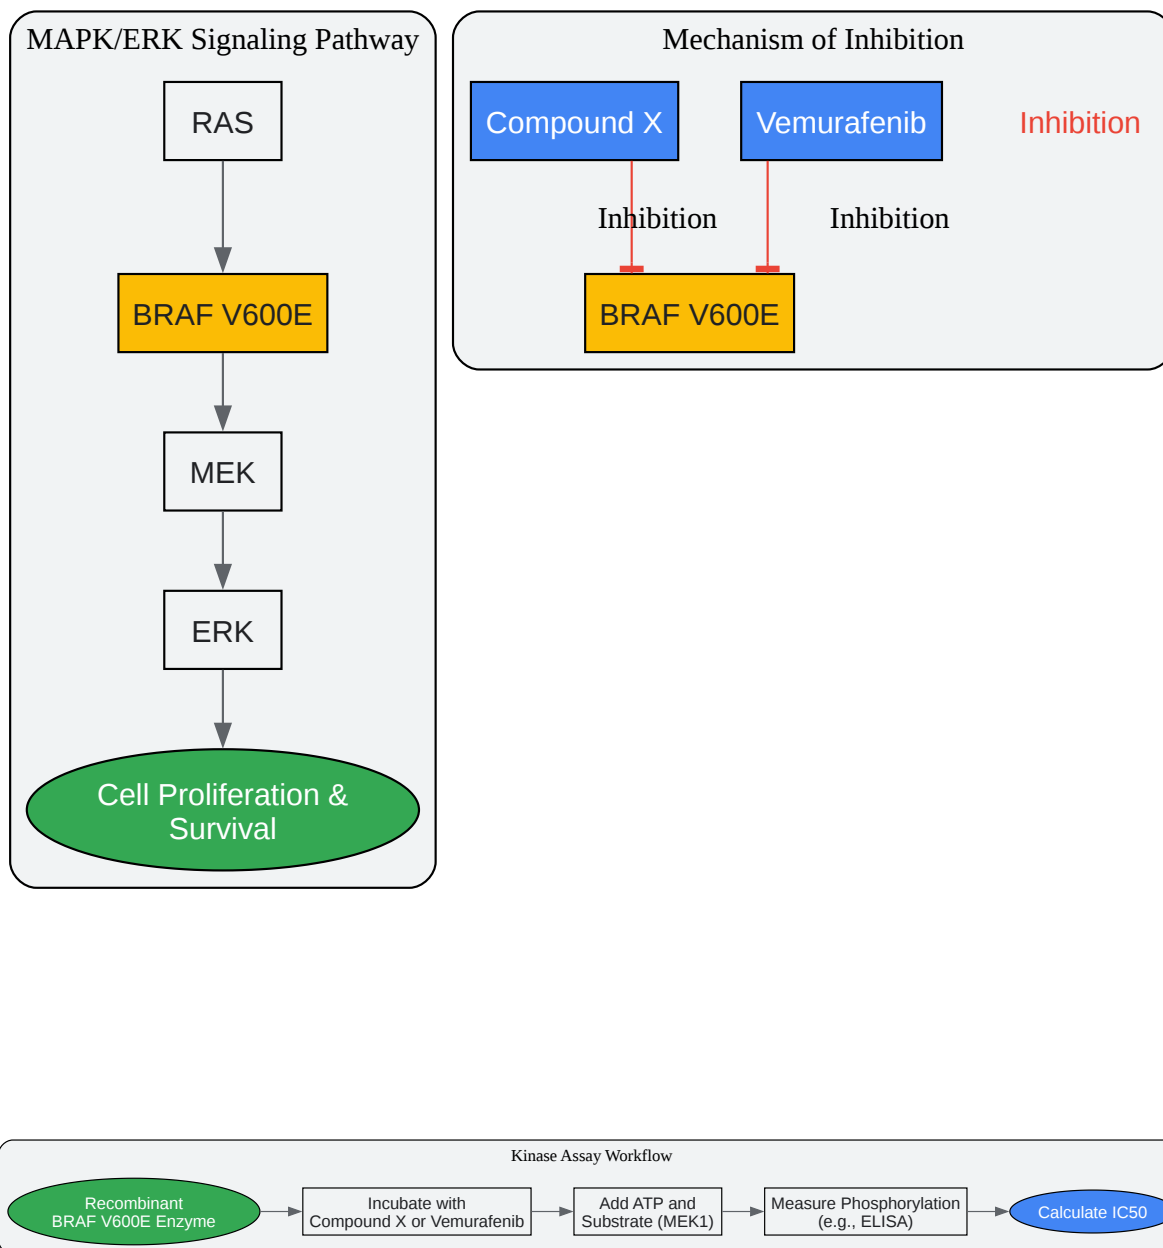 MAPK/ERK Signaling Pathway
RAS
BRAF V600E
MEK
ERK
Cell Proliferation &
Survival
Mechanism of Inhibition
Compound X
Vemurafenib
Inhibition
Inhibition
Inhibition
BRAF V600E
Kinase Assay Workflow
Recombinant
BRAF V600E Enzyme
Incubate with
Compound X or Vemurafenib
Add ATP and
Substrate (MEK1)
Measure Phosphorylation
(e.g., ELISA)
Calculate IC50